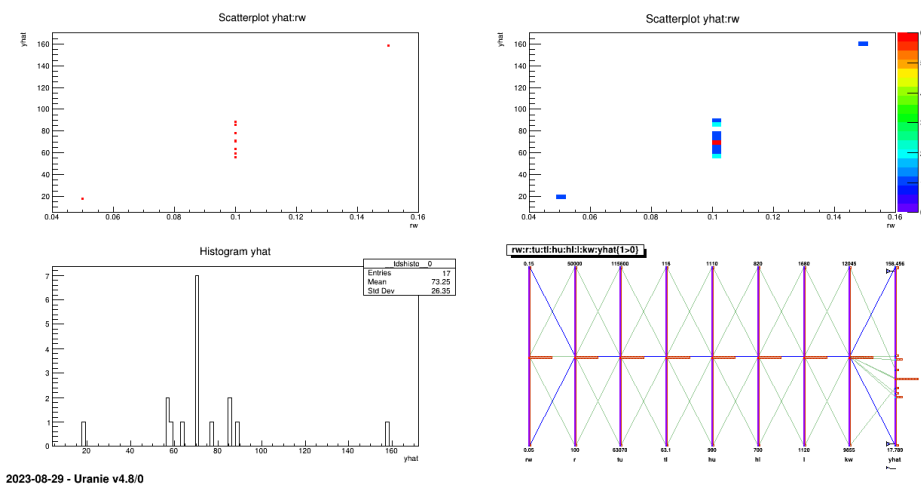 Scatterplot yhat:rw
yhat
160
140
120
100
80
60
40
20
0.04 0.06 0.08 0.1 0.12 0.14 0.16
rw
Scatterplot yhat:rw
yhat
160
140
120
100
80
60
40
20
0.04 0.06 0.08 0.1 0.12 0.14 0.16
rw
Histogram yhat
__tdshisto__0
Entries 17
Mean 73.25
Std Dev 26.35
7
6
5
4
3
2
1
0
20 40 60 80 100 120 140 160
yhat
rw:r:tu:tl:hu:hl:l:kw:yhat{1>0}
0.15 50000 115600 116 1110 820 1680 12045 158.496
0.05 100 63070 63.1 990 700 1120 9855 17.789
rw r tu tl hu hl l kw yhat
2023-08-29 - Uranie v4.8/0